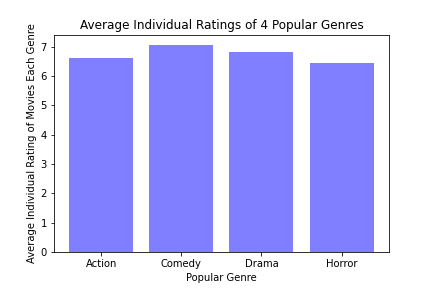 Average Individual Ratings of 4 Popular Genres
Average Individual Rating of Movies Each Genre
7
6
5
4
3
2
1
0
Action Comedy Drama Horror
Popular Genre